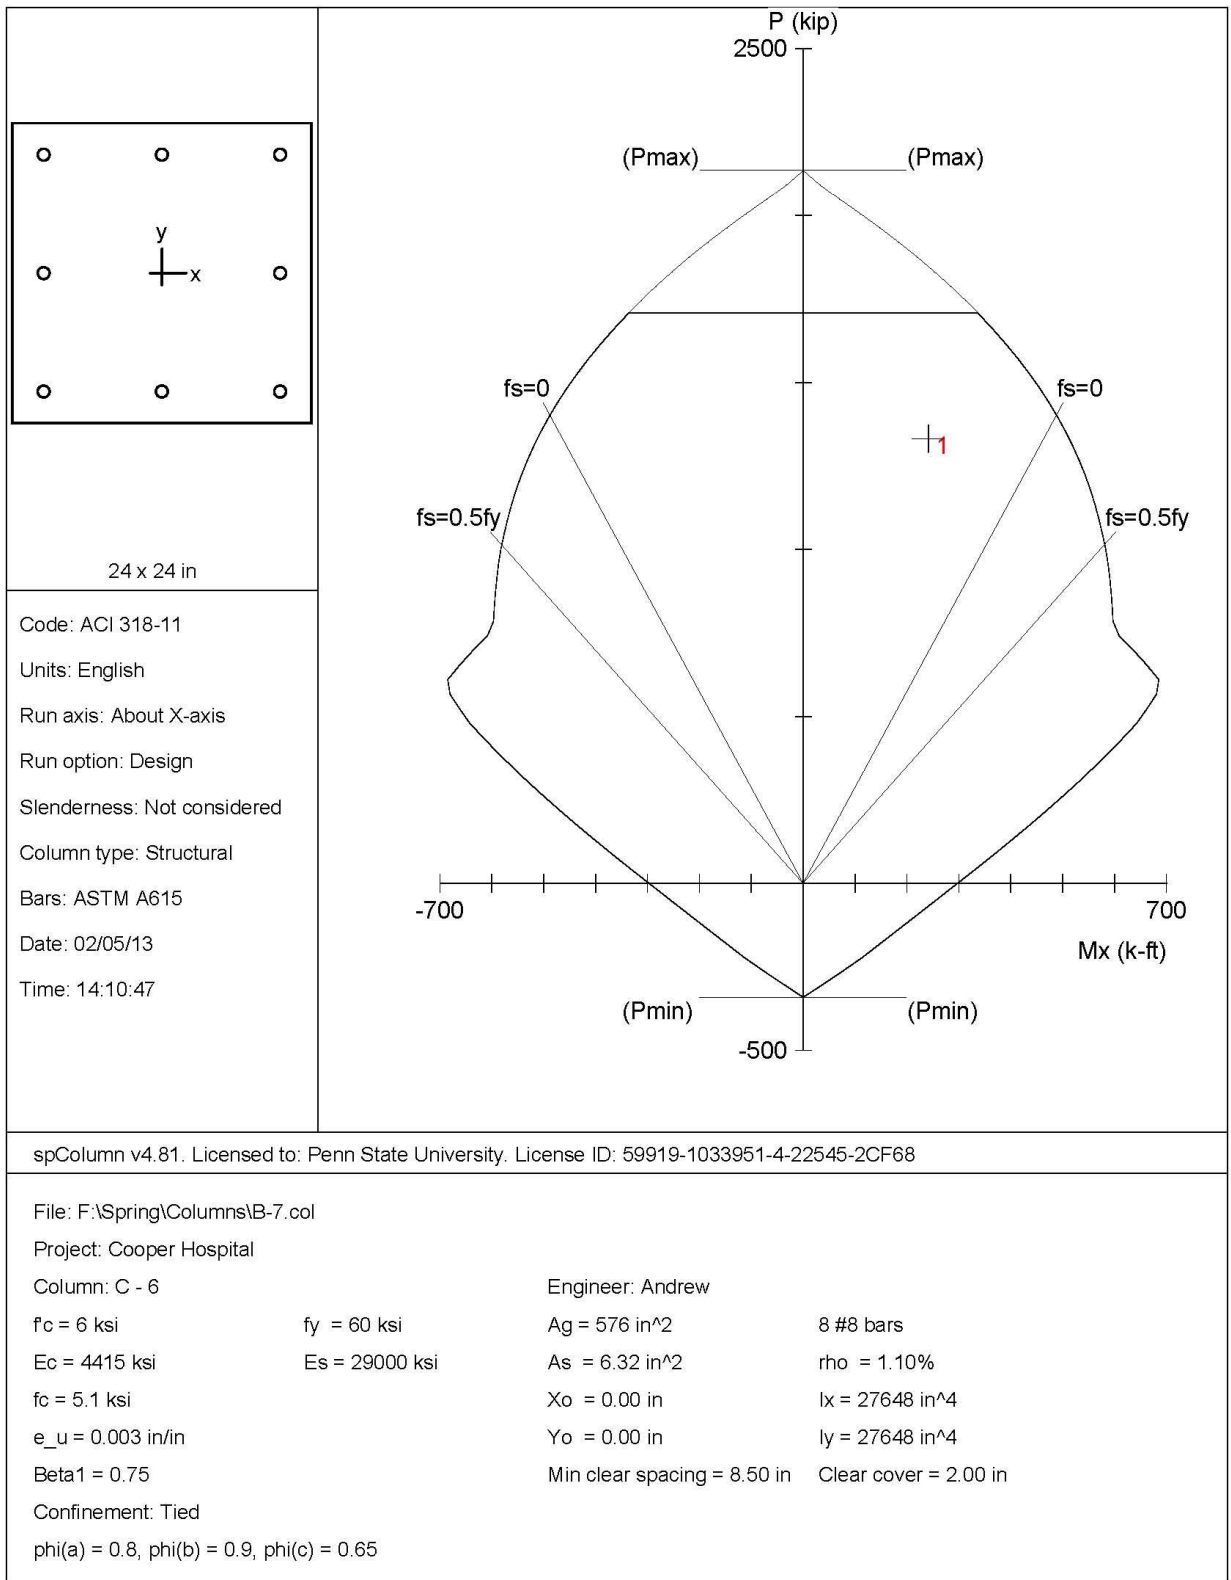 P (kip)
2500
(Pmax)
(Pmax)
y
x
fs=0
fs=0
fs=0.5fy
fs=0.5fy
24 x 24 in
Code: ACI 318-11
Units: English
Run axis: About X-axis
Run option: Design
Slenderness: Not considered
Column type: Structural
Bars: ASTM A615
Date: 02/05/13
Time: 14:10:47
1
-700
700
Mx (k-ft)
(Pmin)
(Pmin)
-500
spColumn v4.81. Licensed to: Penn State University. License ID: 59919-1033951-4-22545-2CF68
File: F:\Spring\Columns\B-7.col
Project: Cooper Hospital
Column: C - 6 Engineer: Andrew
f'c = 6 ksi fy = 60 ksi Ag = 576 in^2 8 #8 bars
Ec = 4415 ksi Es = 29000 ksi As = 6.32 in^2 rho = 1.10%
fc = 5.1 ksi Xo = 0.00 in Ix = 27648 in^4
e_u = 0.003 in/in Yo = 0.00 in Iy = 27648 in^4
Beta1 = 0.75 Min clear spacing = 8.50 in Clear cover = 2.00 in
Confinement: Tied
phi(a) = 0.8, phi(b) = 0.9, phi(c) = 0.65